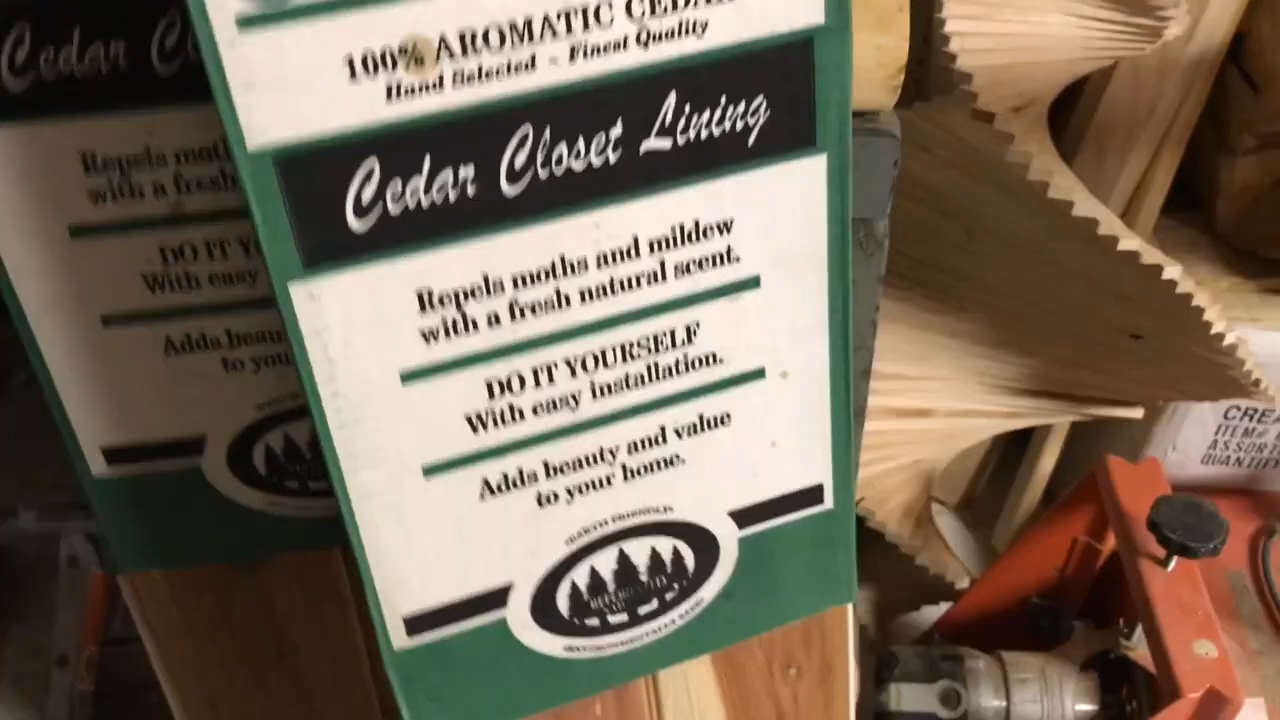 100% AROMATIC CEDAR
Hand Selected ~ Finest Quality
Cedar Closet Lining
Repels moths and mildew
with a fresh natural scent.
DO IT YOURSELF
With easy installation.
Adds beauty and value
to your home.
Cedar Cl
Repels moth
with a fresh
DO IT YO
With easy
Adds beau
to you
CREA
ITEM#
ASSORT
QUANTIT